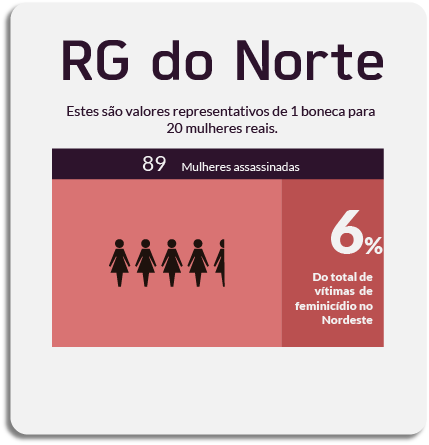 RG do Norte
Estes são valores representativos de 1 boneca para
20 mulheres reais.
89 Mulheres assassinadas
6%
Do total de
vítimas de
feminicídio no
Nordeste